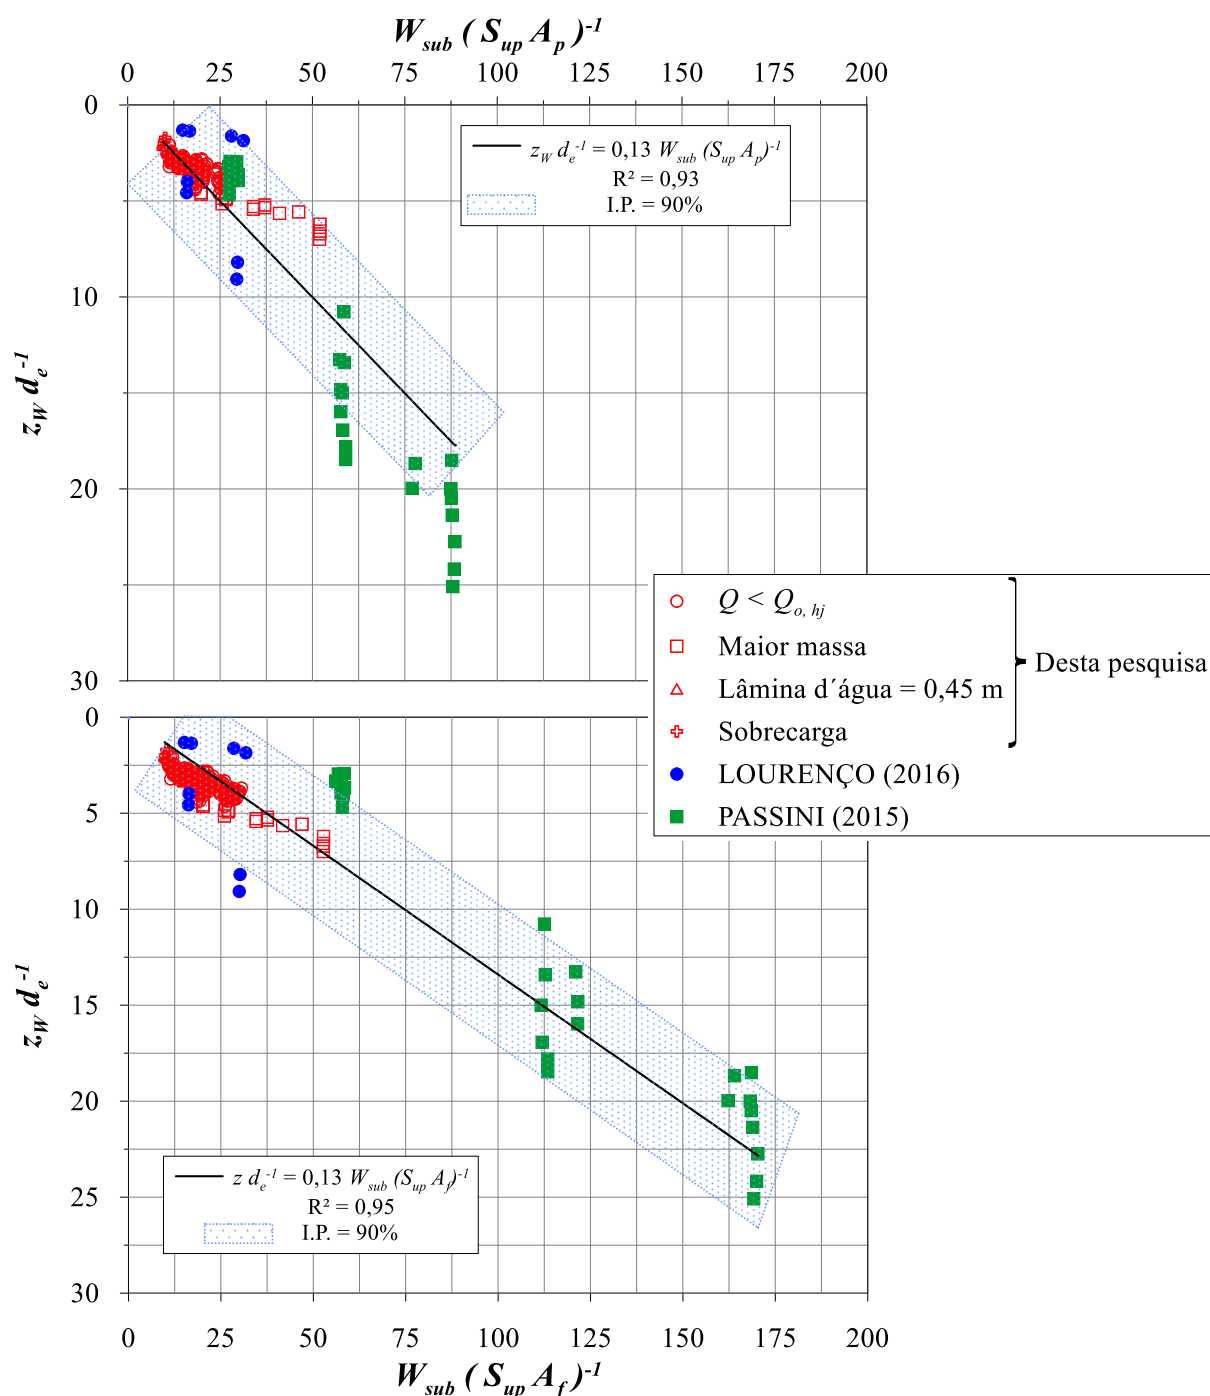 W_sub ( S_up A_p )^-1
0 25 50 75 100 125 150 175 200
0
10
20
30
z_W d_e^-1
z_W d_e^-1 = 0,13 W_sub (S_up A_p)^-1
R² = 0,93
I.P. = 90%
Q < Q_o, hj
Maior massa
Lâmina d´água = 0,45 m
Sobrecarga
Desta pesquisa
LOURENÇO (2016)
PASSINI (2015)
0
5
10
15
20
25
30
z_W d_e^-1
z d_e^-1 = 0,13 W_sub (S_up A_f)^-1
R² = 0,95
I.P. = 90%
0 25 50 75 100 125 150 175 200
W_sub ( S_up A_f )^-1